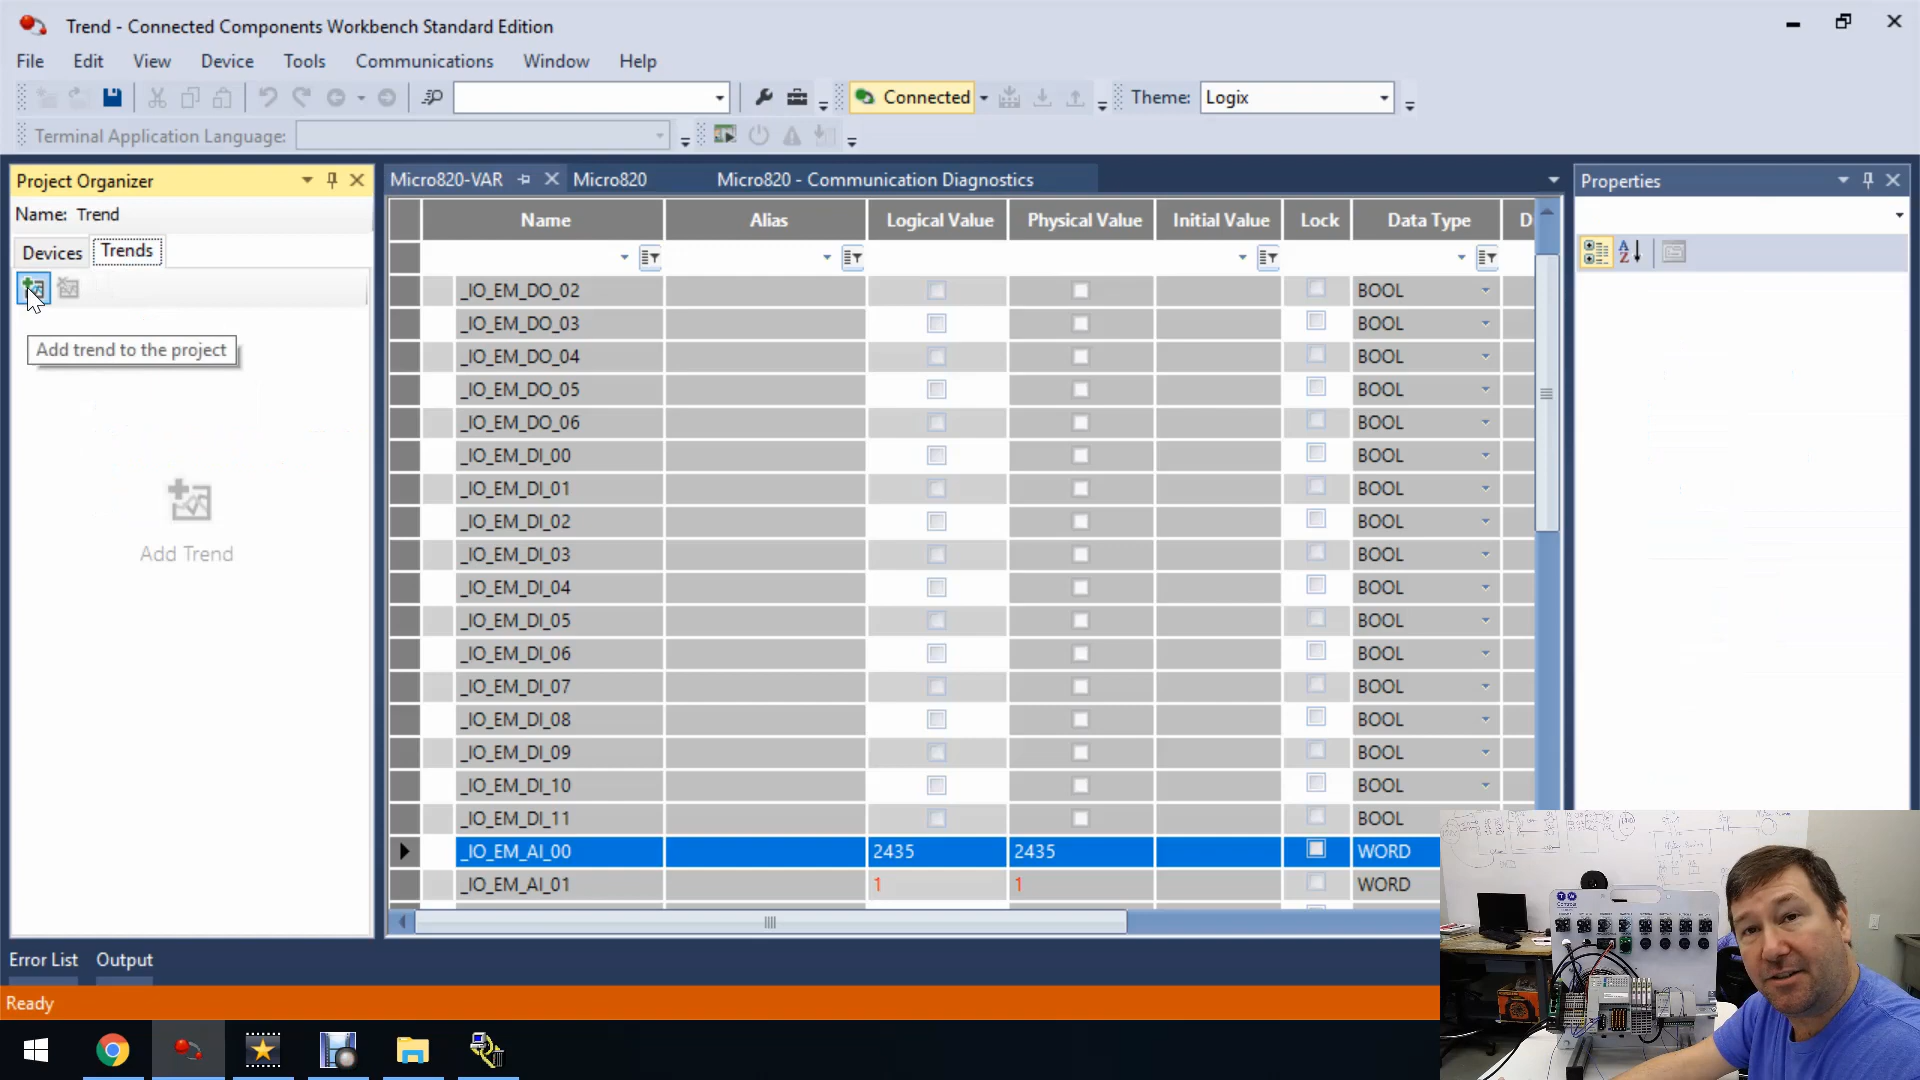 Trend - Connected Components Workbench Standard Edition
File Edit View Device Tools Communications Window Help
Connected Theme: Logix
Terminal Application Language:
Project Organizer
Name: Trend
Devices Trends
Add trend to the project
Add Trend
Micro820-VAR Micro820 Micro820 - Communication Diagnostics
Name Alias Logical Value Physical Value Initial Value Lock Data Type D
_IO_EM_DO_02 BOOL
_IO_EM_DO_03 BOOL
_IO_EM_DO_04 BOOL
_IO_EM_DO_05 BOOL
_IO_EM_DO_06 BOOL
_IO_EM_DI_00 BOOL
_IO_EM_DI_01 BOOL
_IO_EM_DI_02 BOOL
_IO_EM_DI_03 BOOL
_IO_EM_DI_04 BOOL
_IO_EM_DI_05 BOOL
_IO_EM_DI_06 BOOL
_IO_EM_DI_07 BOOL
_IO_EM_DI_08 BOOL
_IO_EM_DI_09 BOOL
_IO_EM_DI_10 BOOL
_IO_EM_DI_11 BOOL
_IO_EM_AI_00 2435 2435 WORD
_IO_EM_AI_01 1 1 WORD
Properties
Error List Output
Ready